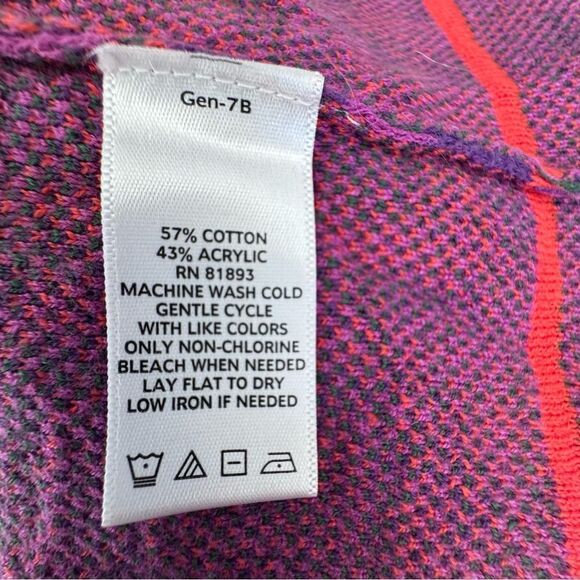 Gen-7B
57% COTTON
43% ACRYLIC
RN 81893
MACHINE WASH COLD
GENTLE CYCLE
WITH LIKE COLORS
ONLY NON-CHLORINE
BLEACH WHEN NEEDED
LAY FLAT TO DRY
LOW IRON IF NEEDED